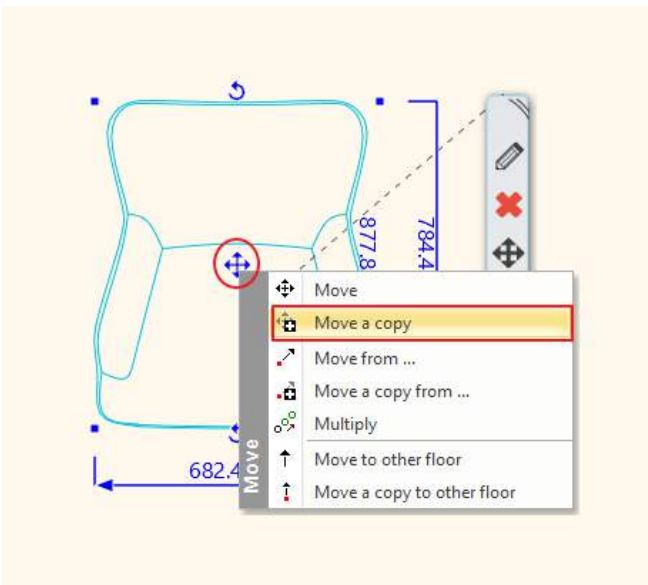 877.8
784.4
Move
Move
Move a copy
Move from ...
Move a copy from ...
Multiply
Move to other floor
Move a copy to other floor
682.4